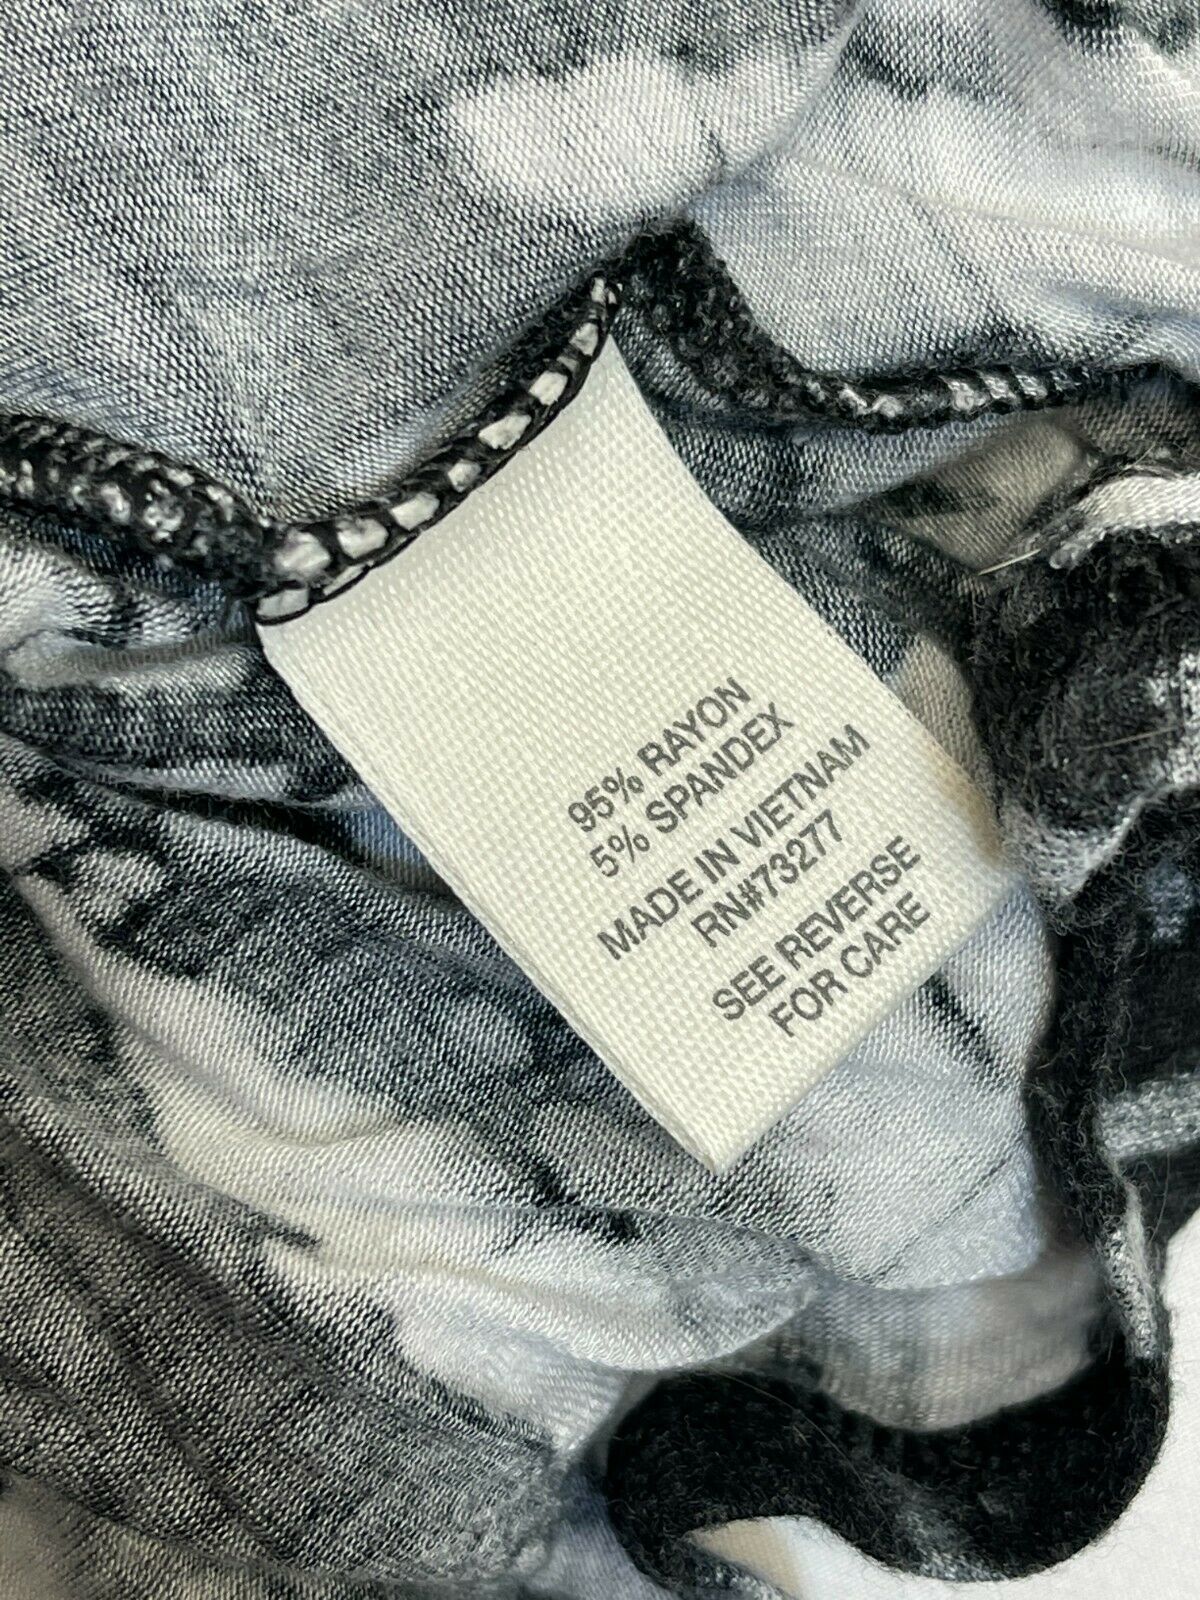 95% RAYON
5% SPANDEX
MADE IN VIETNAM
RN#73277
SEE REVERSE
FOR CARE